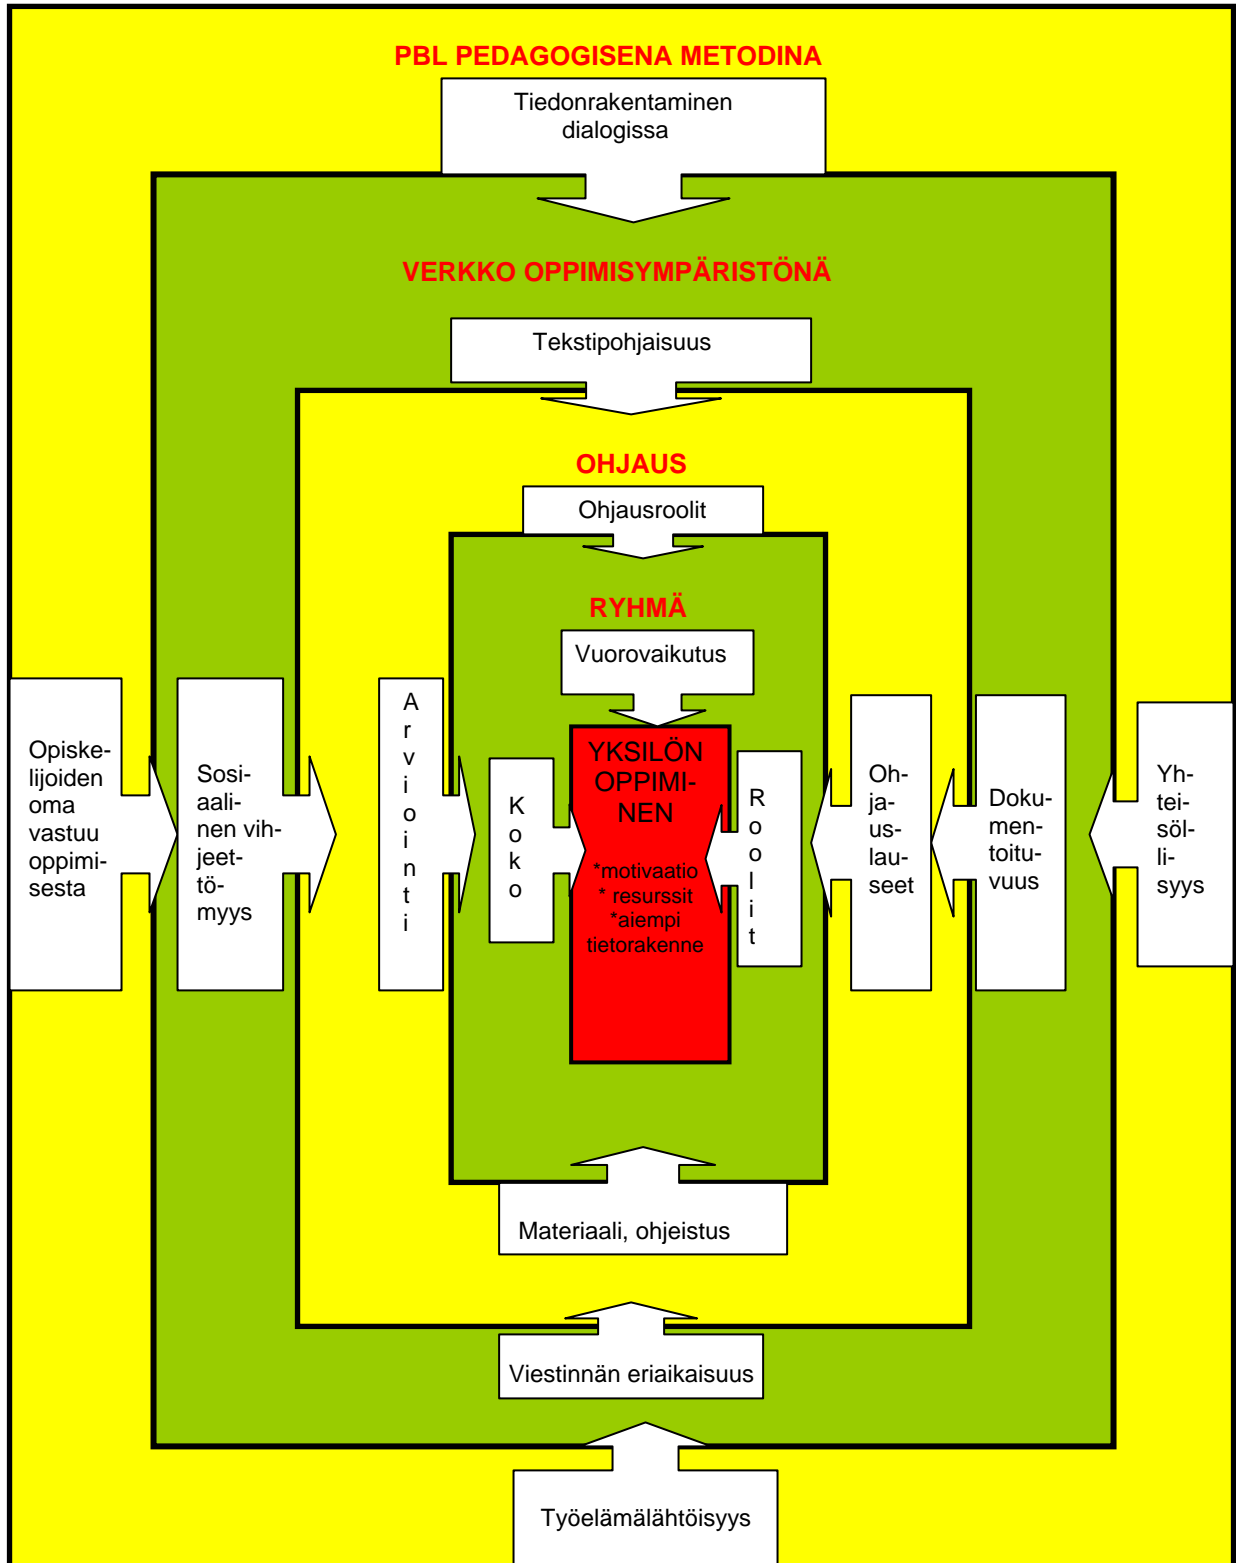 PBL PEDAGOGISENA METODINA
Tiedonrakentaminen
dialogissa
VERKKO OPPIMISYMPÄRISTÖNÄ
Tekstipohjaisuus
OHJAUS
Ohjausroolit
RYHMÄ
Vuorovaikutus
Opiske-
lijoiden
oma
vastuu
oppimi-
sesta
Sosi-
aali-
nen vih-
jeet-
tö-
myys
A
r
v
i
o
i
n
t
i
K
o
k
o
YKSILÖN
OPPIMI-
NEN
*motivaatio
* resurssit
*aiempi
tietorakenne
R
o
o
l
i
t
Oh-
ja-
us-
lau-
seet
Doku-
men-
toitu-
vuus
Yh-
tei-
söl-
li-
syys
Materiaali, ohjeistus
Viestinnän eriaikaisuus
Työelämälähtöisyys